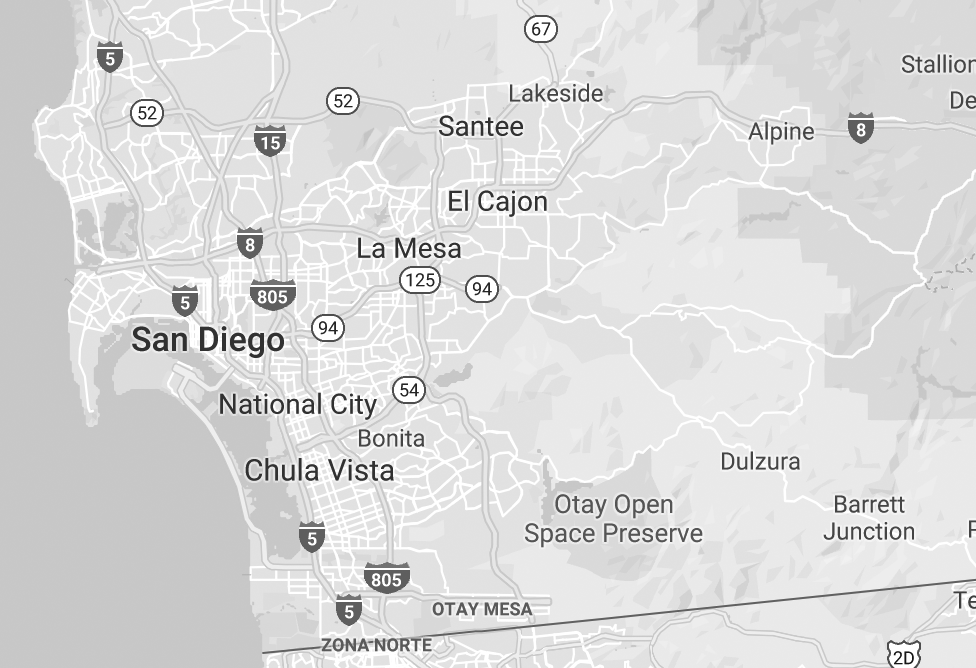 67
5
Stallion
Lakeside
52
52
De
Santee
Alpine
8
15
El Cajon
8
La Mesa
125
94
805
5
94
San Diego
54
National City
Bonita
Dulzura
Chula Vista
Otay Open
Space Preserve
Barrett
Junction
F
5
805
Te
5
OTAY MESA
ZONA NORTE
2D